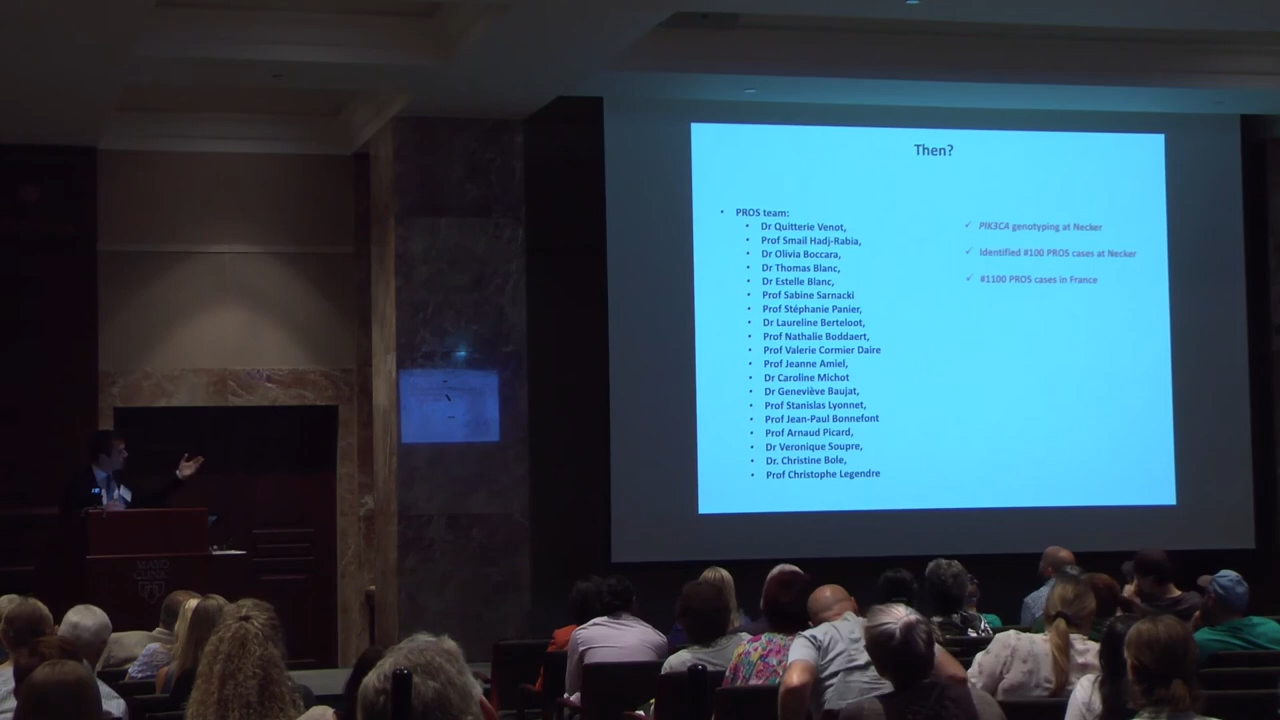 Then?
• PROS team:
• Dr Quitterie Venot,
• Prof Smail Hadj-Rabia,
• Dr Olivia Boccara,
• Dr Thomas Blanc,
• Dr Estelle Blanc,
• Prof Sabine Sarnacki
• Prof Stéphanie Panier,
• Dr Laureline Berteloot,
• Prof Nathalie Boddaert,
• Prof Valerie Cormier Daire
• Prof Jeanne Amiel,
• Dr Caroline Michot
• Dr Geneviève Baujat,
• Prof Stanislas Lyonnet,
• Prof Jean-Paul Bonnefont
• Prof Arnaud Picard,
• Dr Veronique Soupre,
• Dr. Christine Bole,
• Prof Christophe Legendre
✓ PIK3CA genotyping at Necker
✓ Identified #100 PROS cases at Necker
✓ #1100 PROS cases in France
MAYO
CLINIC